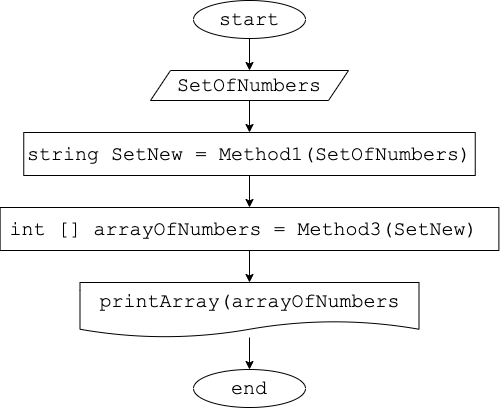 start
SetOfNumbers
string SetNew = Method1(SetOfNumbers)
int [] arrayOfNumbers = Method3(SetNew)
printArray(arrayOfNumbers
end